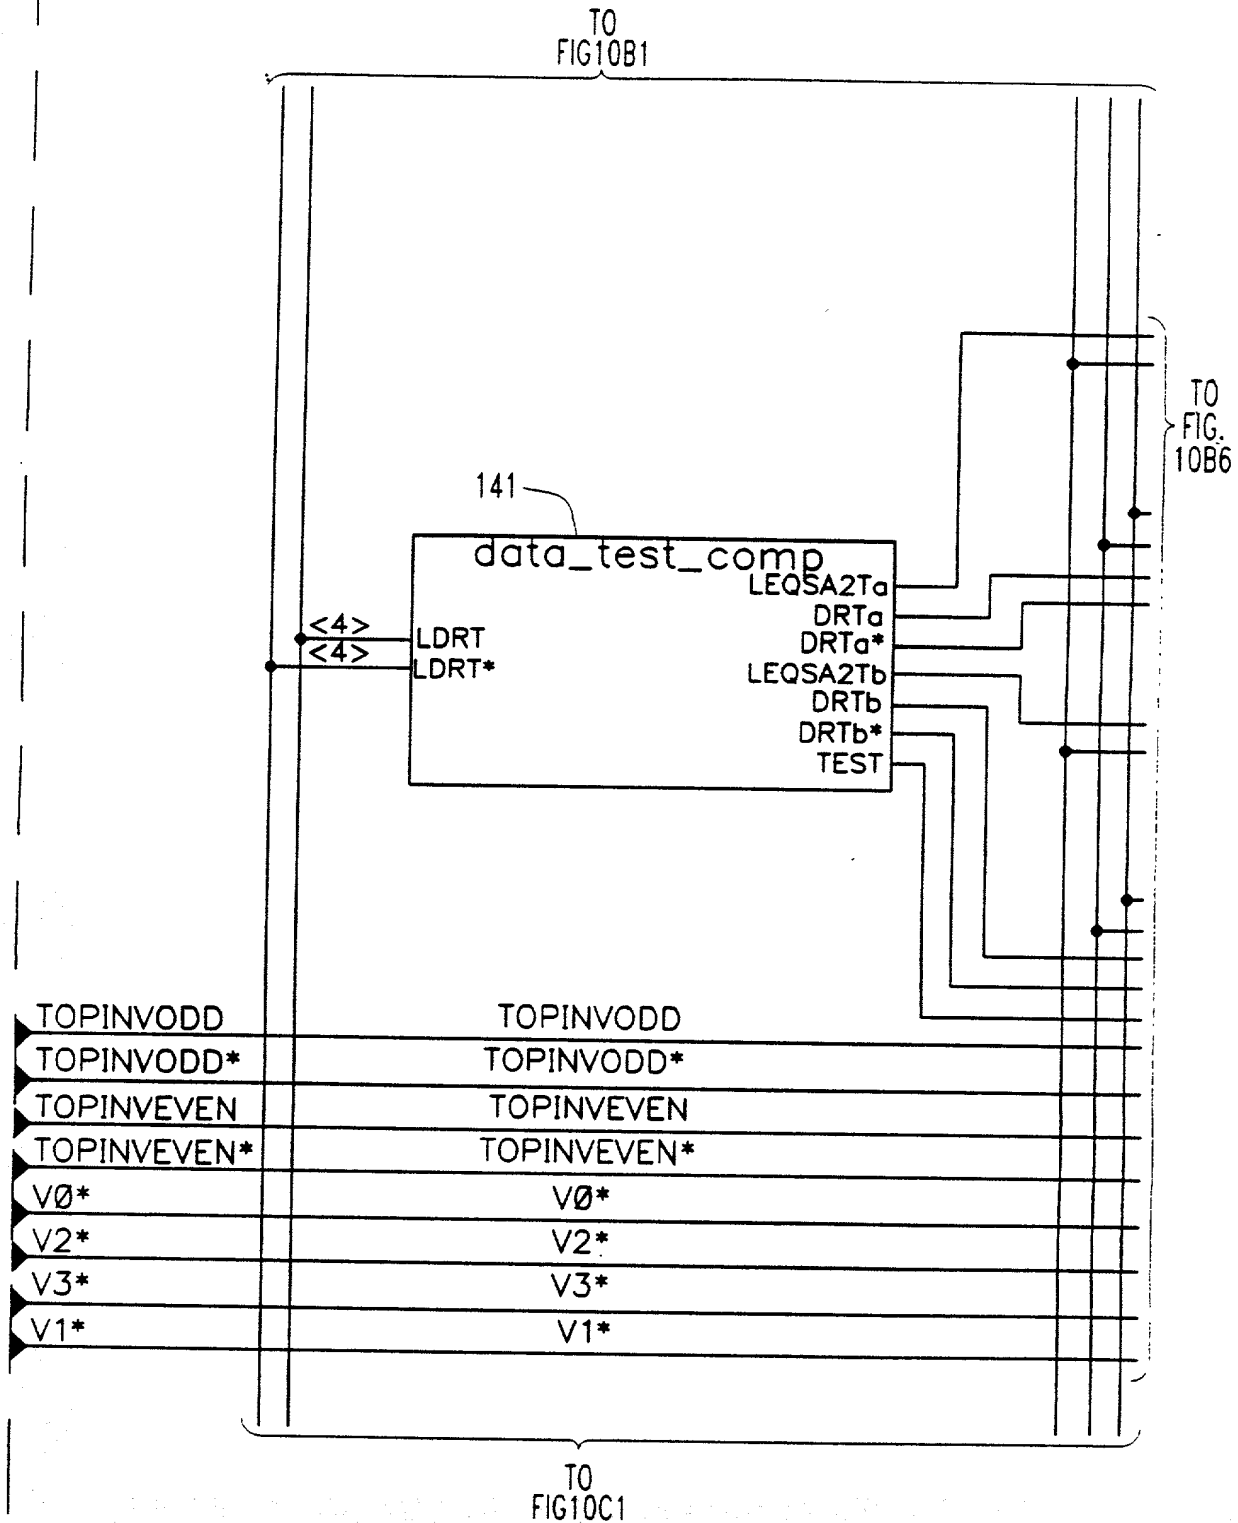 TO
FIG10B1
TO
FIG.
10B6
141
data_test_comp
LEQSA2Ta
DRTa
<4>
LDRT
DRTa*
<4>
LDRT*
LEQSA2Tb
DRTb
DRTb*
TEST
TOPINVODD TOPINVODD
TOPINVODD* TOPINVODD*
TOPINVEVEN TOPINVEVEN
TOPINVEVEN* TOPINVEVEN*
VØ* VØ*
V2* V2*
V3* V3*
V1* V1*
TO
FIG10C1